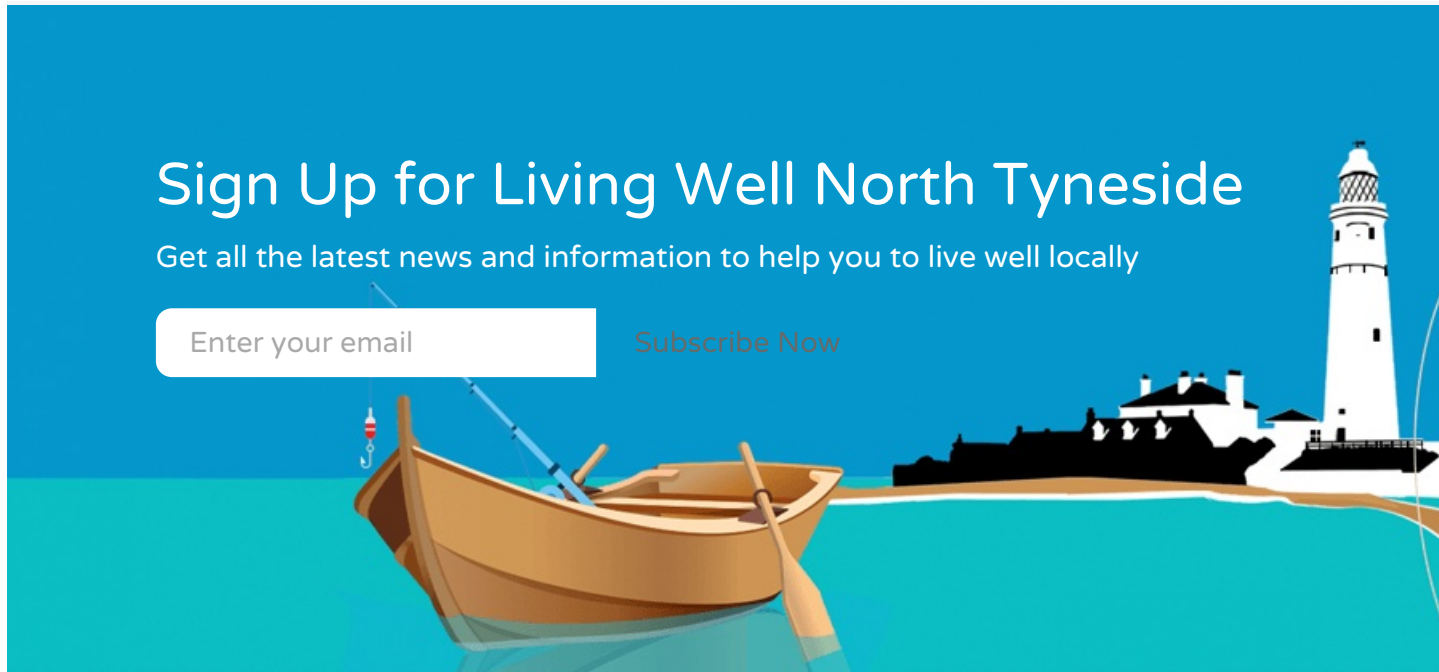 Sign Up for Living Well North Tyneside
Get all the latest news and information to help you to live well locally
Enter your email
Subscribe Now